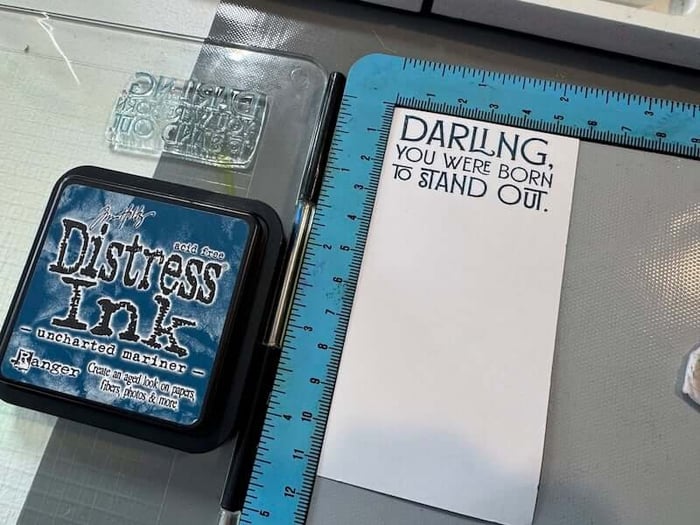 Tim Holtz
acid free
Distress
Ink
- uncharted mariner -
Ranger
Create an aged look on papers,
fibers, photos, & more
DARLING,
YOU WERE BORN
TO STAND OUT.